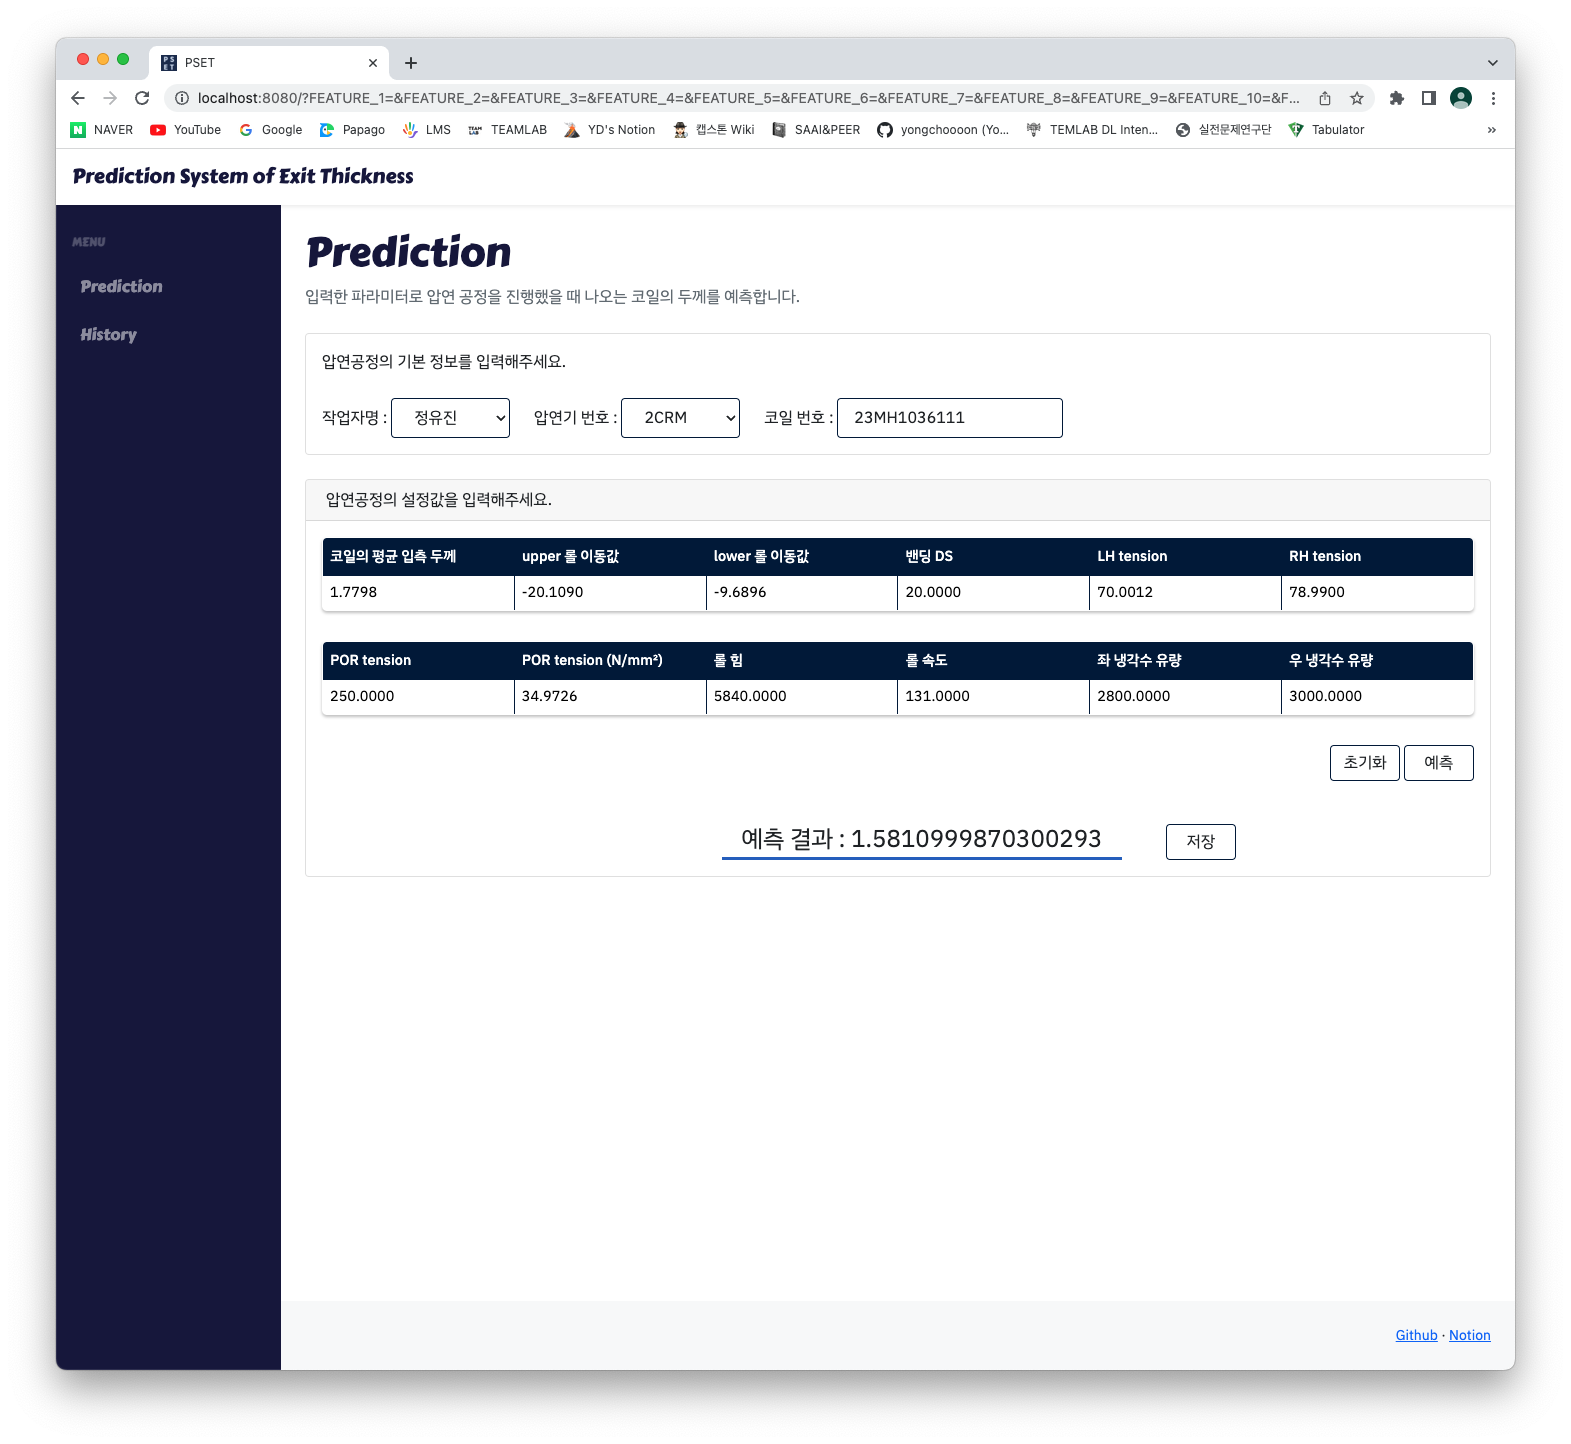 PSET
localhost:8080/?FEATURE_1=&FEATURE_2=&FEATURE_3=&FEATURE_4=&FEATURE_5=&FEATURE_6=&FEATURE_7=&FEATURE_8=&FEATURE_9=&FEATURE_10=&F...
NAVER YouTube Google Papago LMS TEAMLAB YD's Notion 캡스톤 Wiki SAAI&PEER yongchoooon (Yo... TEMLAB DL Inten... 실전문제연구단 Tabulator »
Prediction System of Exit Thickness
MENU
Prediction
History
Prediction
입력한 파라미터로 압연 공정을 진행했을 때 나오는 코일의 두께를 예측합니다.
압연공정의 기본 정보를 입력해주세요.
작업자명 : 정유진 압연기 번호 : 2CRM 코일 번호 : 23MH1036111
압연공정의 설정값을 입력해주세요.
코일의 평균 입측 두께 upper 롤 이동값 lower 롤 이동값 밴딩 DS LH tension RH tension
1.7798 -20.1090 -9.6896 20.0000 70.0012 78.9900
POR tension POR tension (N/mm²) 롤 힘 롤 속도 좌 냉각수 유량 우 냉각수 유량
250.0000 34.9726 5840.0000 131.0000 2800.0000 3000.0000
초기화 예측
예측 결과 : 1.5810999870300293 저장
Github · Notion